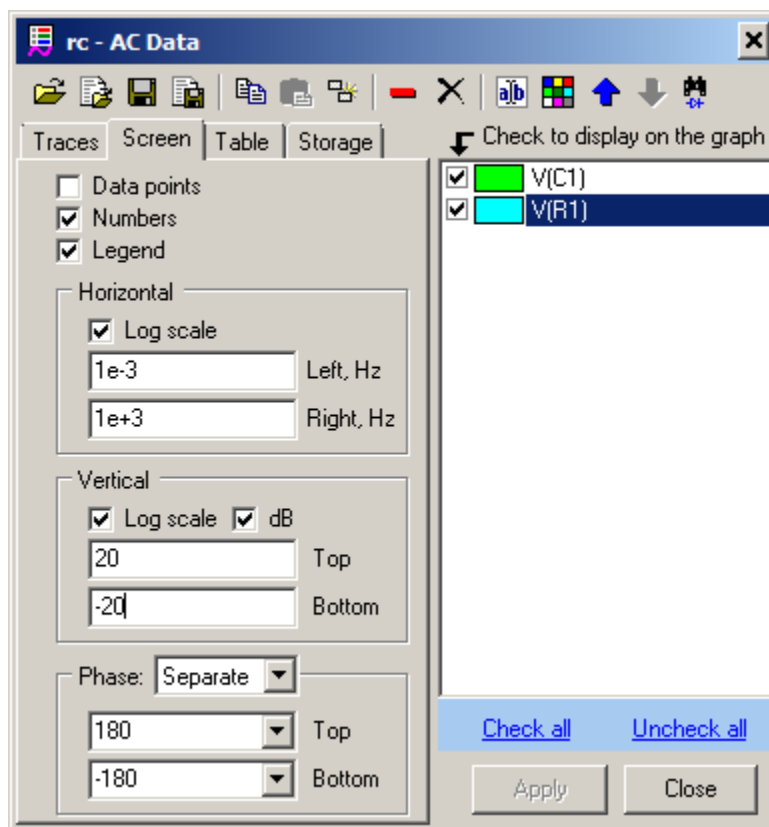 rc - AC Data
a b
Traces Screen Table Storage
Check to display on the graph
Data points
Numbers
Legend
Horizontal
Log scale
1e-3 Left, Hz
1e+3 Right, Hz
Vertical
Log scale dB
20 Top
-20 Bottom
Phase: Separate
180 Top
-180 Bottom
V(C1)
V(R1)
Check all Uncheck all
Apply Close